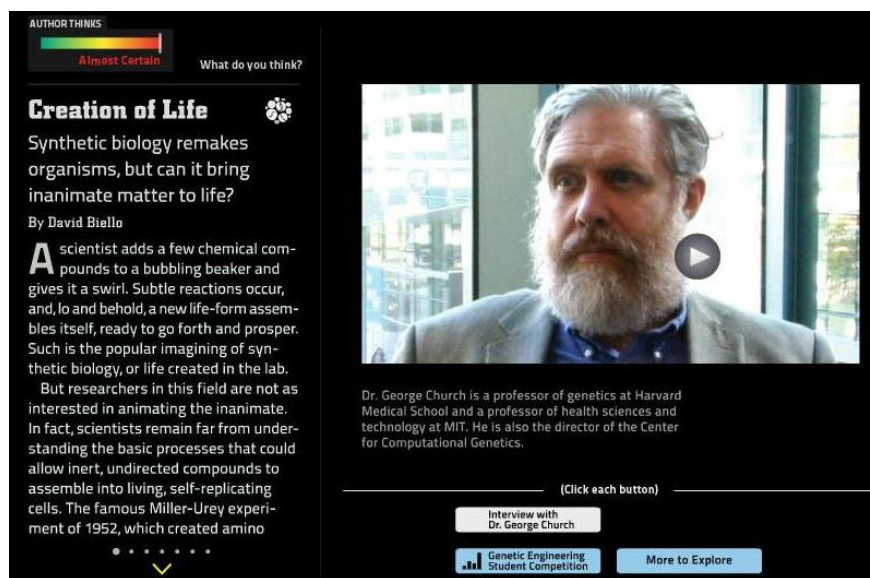 AUTHOR THINKS
Almost Certain
What do you think?
Creation of Life
Synthetic biology remakes
organisms, but can it bring
inanimate matter to life?
By David Biello
A scientist adds a few chemical com-
pounds to a bubbling beaker and
gives it a swirl. Subtle reactions occur,
and, lo and behold, a new life-form assem-
bles itself, ready to go forth and prosper.
Such is the popular imagining of syn-
thetic biology, or life created in the lab.
But researchers in this field are not as
interested in animating the inanimate.
In fact, scientists remain far from under-
standing the basic processes that could
allow inert, undirected compounds to
assemble into living, self-replicating
cells. The famous Miller-Urey experi-
ment of 1952, which created amino
Dr. George Church is a professor of genetics at Harvard
Medical School and a professor of health sciences and
technology at MIT. He is also the director of the Center
for Computational Genetics.
(Click each button)
Interview with
Dr. George Church
Genetic Engineering
Student Competition
More to Explore